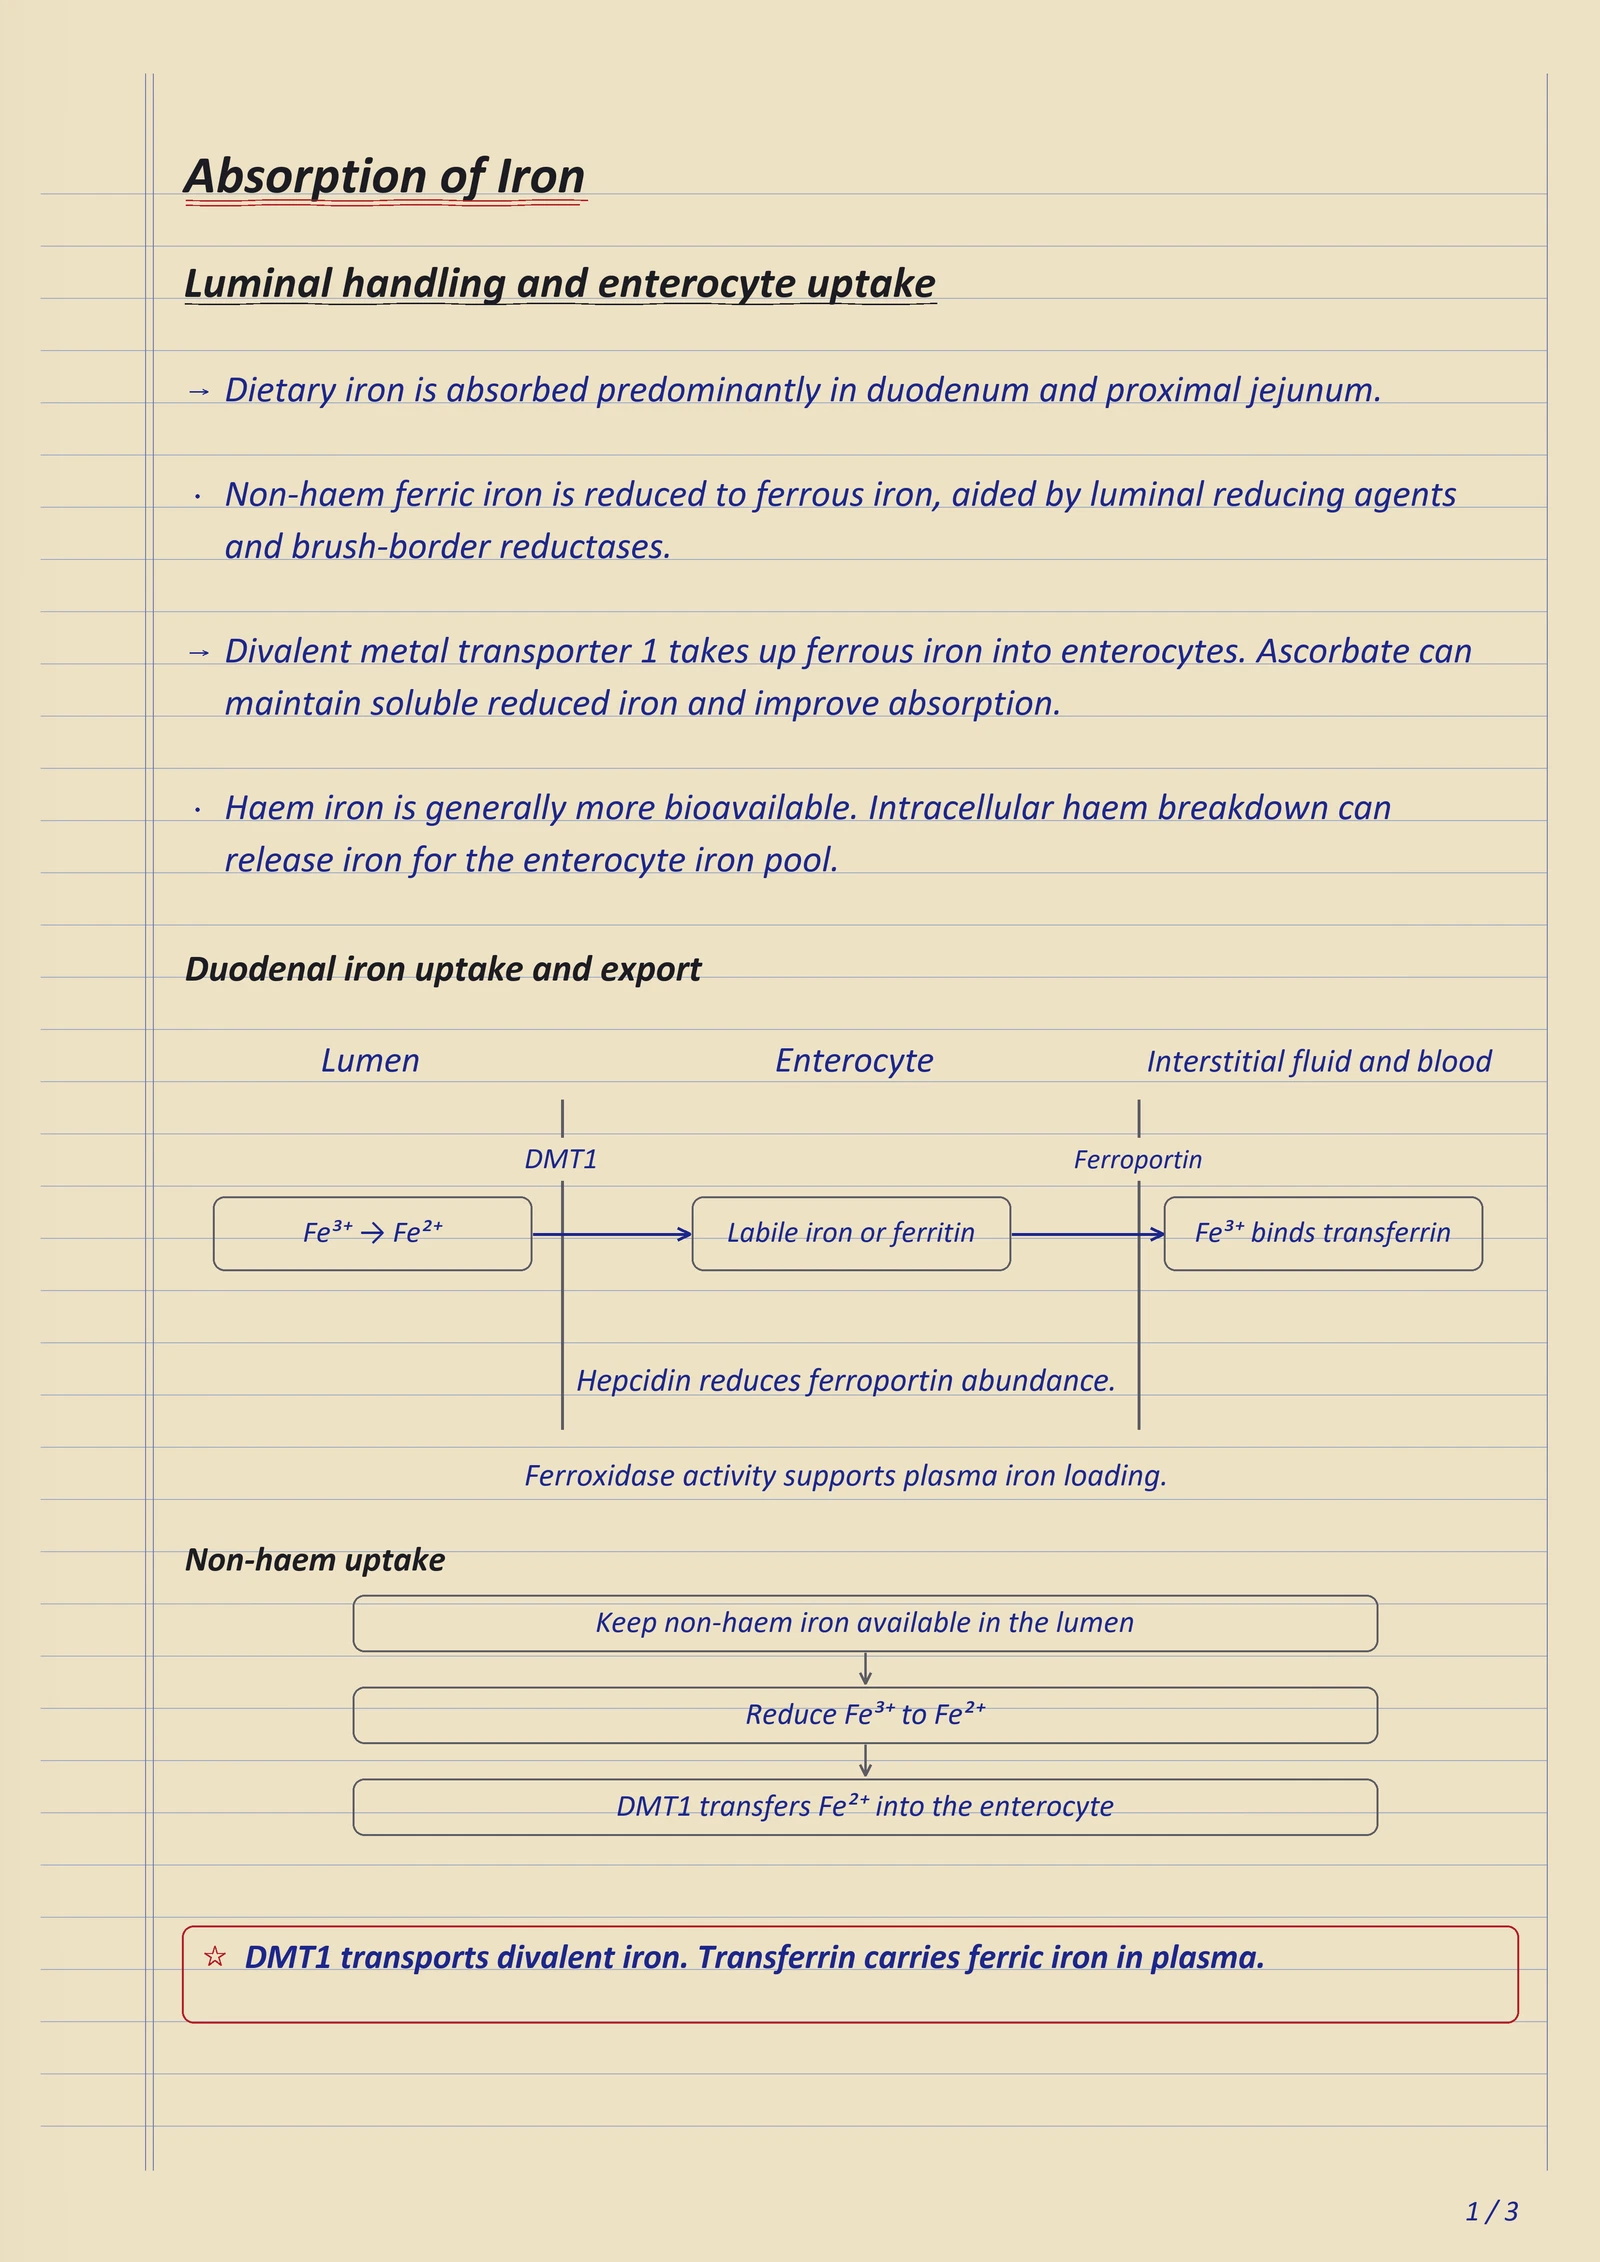 Absorption of Iron
Luminal handling and enterocyte uptake
→ Dietary iron is absorbed predominantly in duodenum and proximal jejunum.
· Non-haem ferric iron is reduced to ferrous iron, aided by luminal reducing agents
and brush-border reductases.
→ Divalent metal transporter 1 takes up ferrous iron into enterocytes. Ascorbate can
maintain soluble reduced iron and improve absorption.
· Haem iron is generally more bioavailable. Intracellular haem breakdown can
release iron for the enterocyte iron pool.
Duodenal iron uptake and export
Lumen Enterocyte Interstitial fluid and blood
DMT1 Ferroportin
Fe³⁺ → Fe²⁺ Labile iron or ferritin Fe³⁺ binds transferrin
Hepcidin reduces ferroportin abundance.
Ferroxidase activity supports plasma iron loading.
Non-haem uptake
Keep non-haem iron available in the lumen
Reduce Fe³⁺ to Fe²⁺
DMT1 transfers Fe²⁺ into the enterocyte
☆ DMT1 transports divalent iron. Transferrin carries ferric iron in plasma.
1 / 3